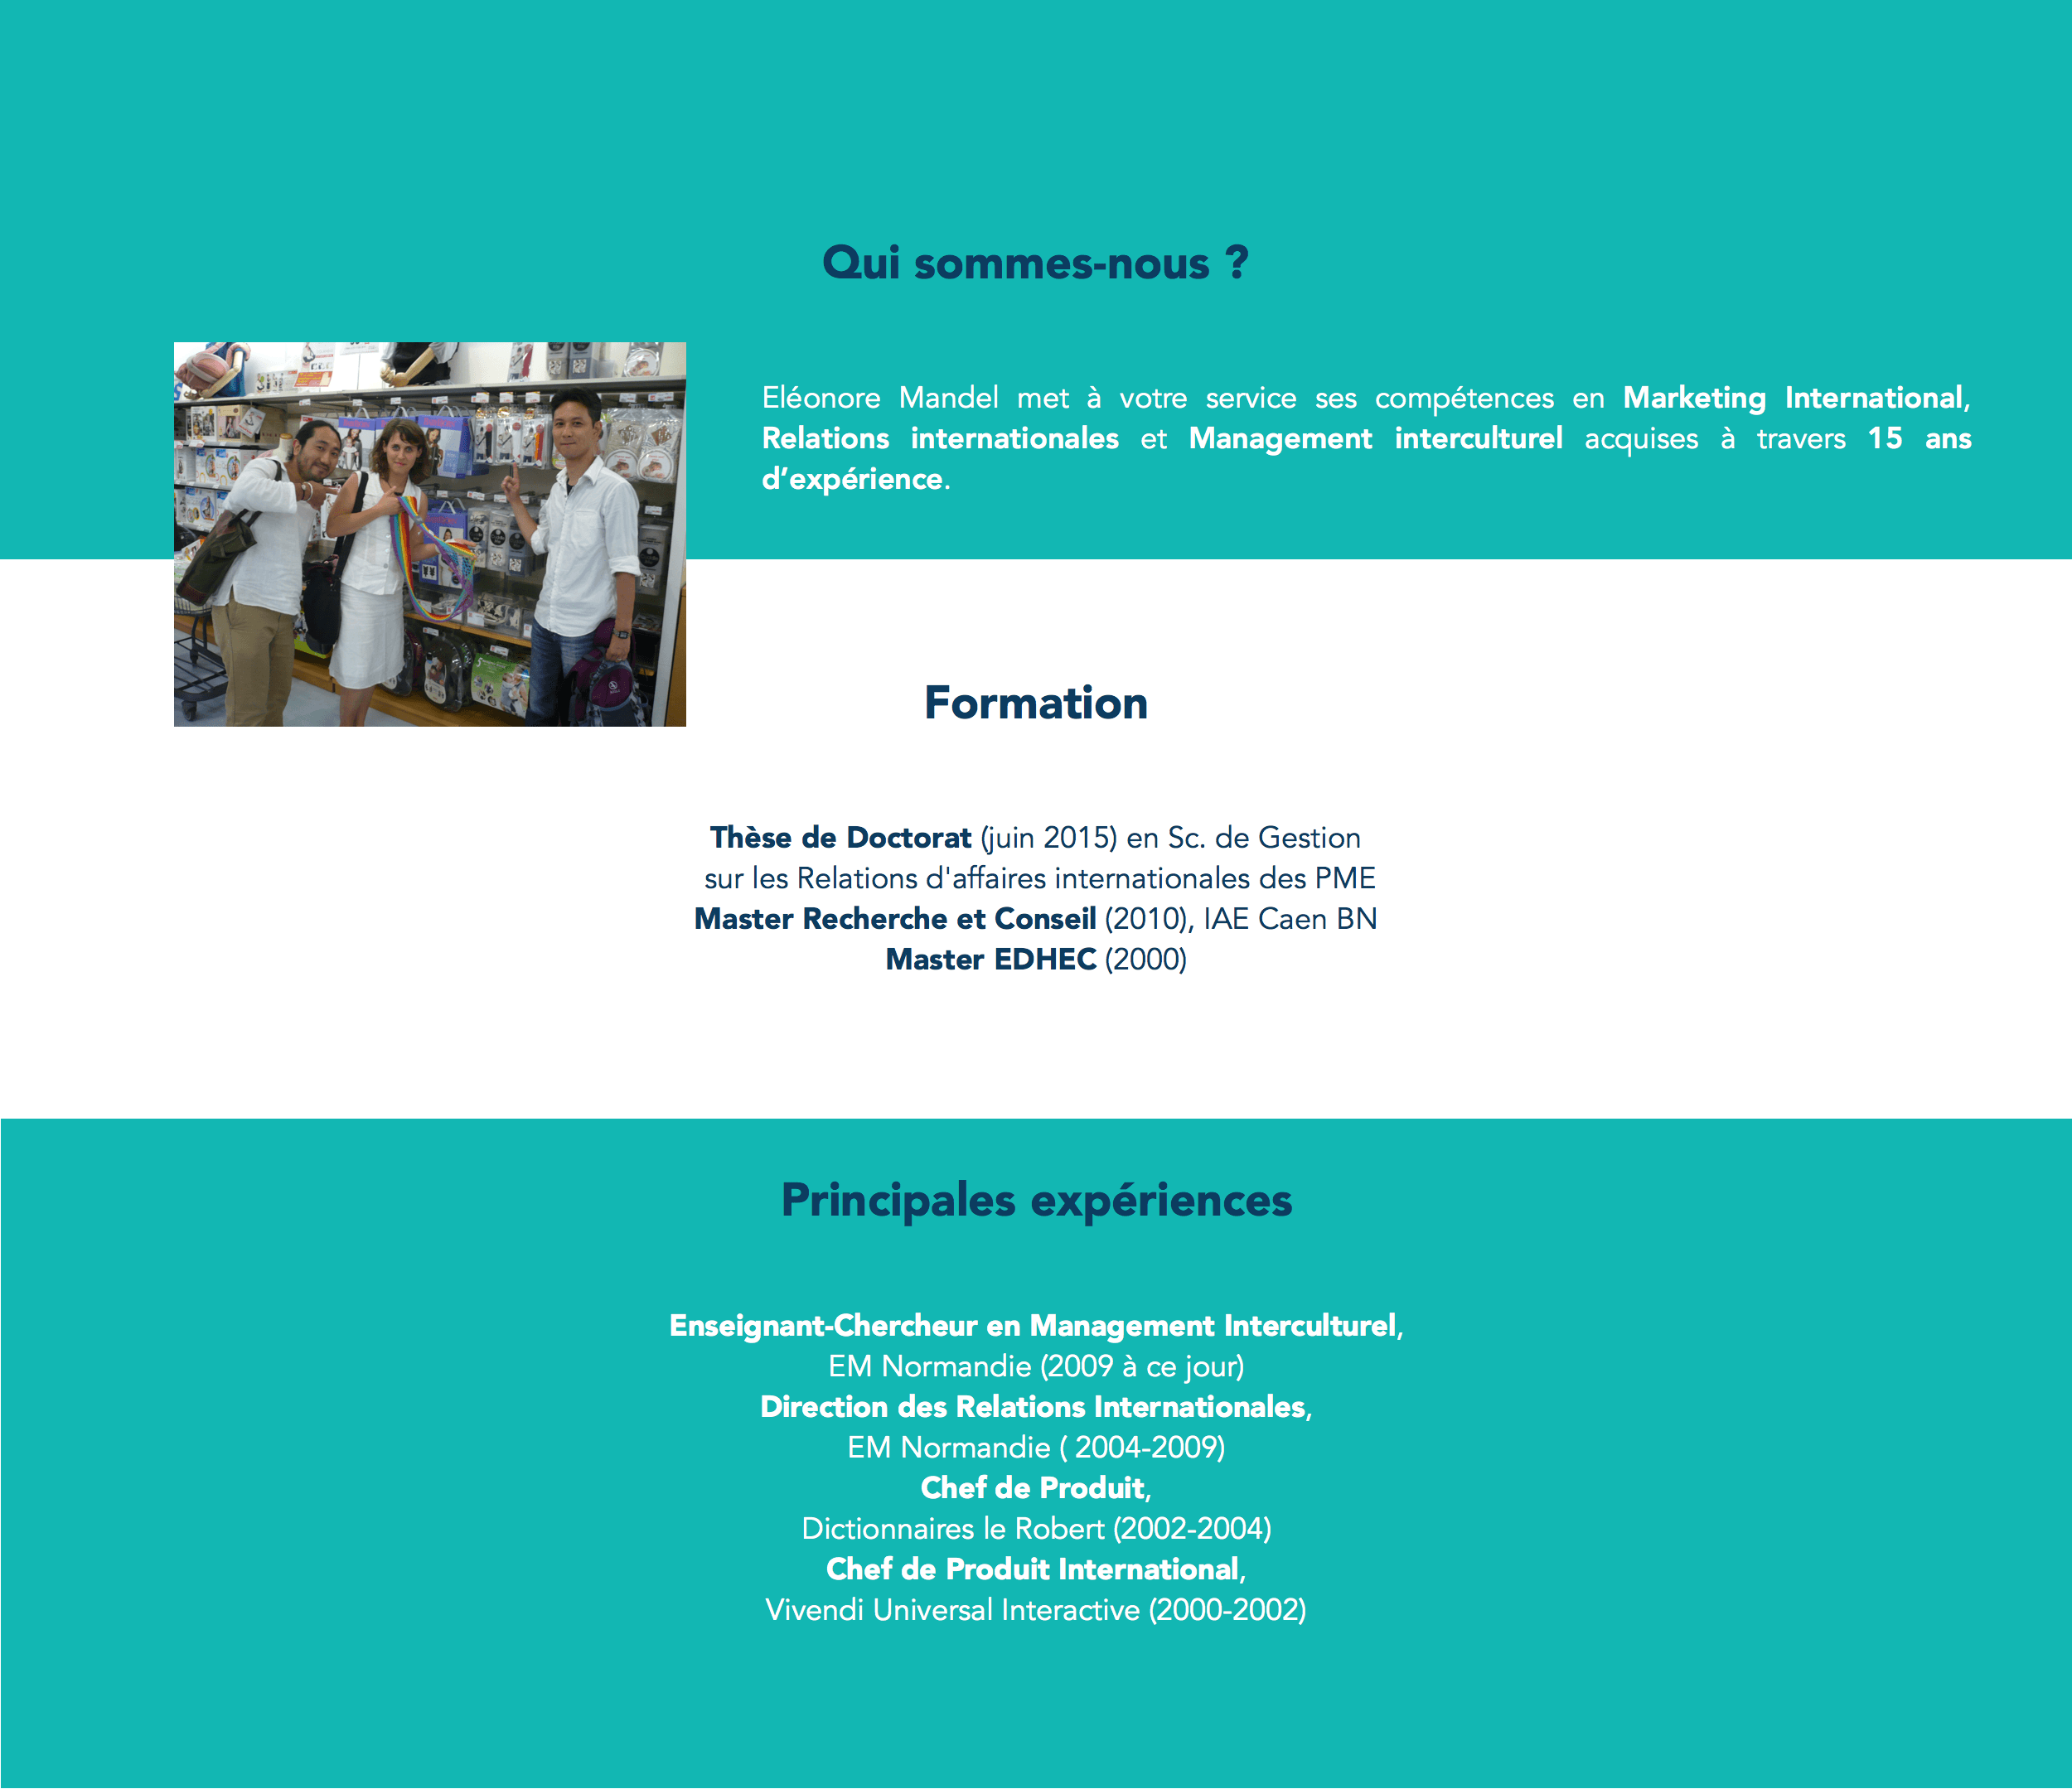 Qui sommes-nous ?
Eléonore Mandel met à votre service ses compétences en Marketing International,
Relations internationales et Management interculturel acquises à travers 15 ans
d’expérience.
Formation
Thèse de Doctorat (juin 2015) en Sc. de Gestion
sur les Relations d'affaires internationales des PME
Master Recherche et Conseil (2010), IAE Caen BN
Master EDHEC (2000)
Principales expériences
Enseignant-Chercheur en Management Interculturel,
EM Normandie (2009 à ce jour)
Direction des Relations Internationales,
EM Normandie ( 2004-2009)
Chef de Produit,
Dictionnaires le Robert (2002-2004)
Chef de Produit International,
Vivendi Universal Interactive (2000-2002)